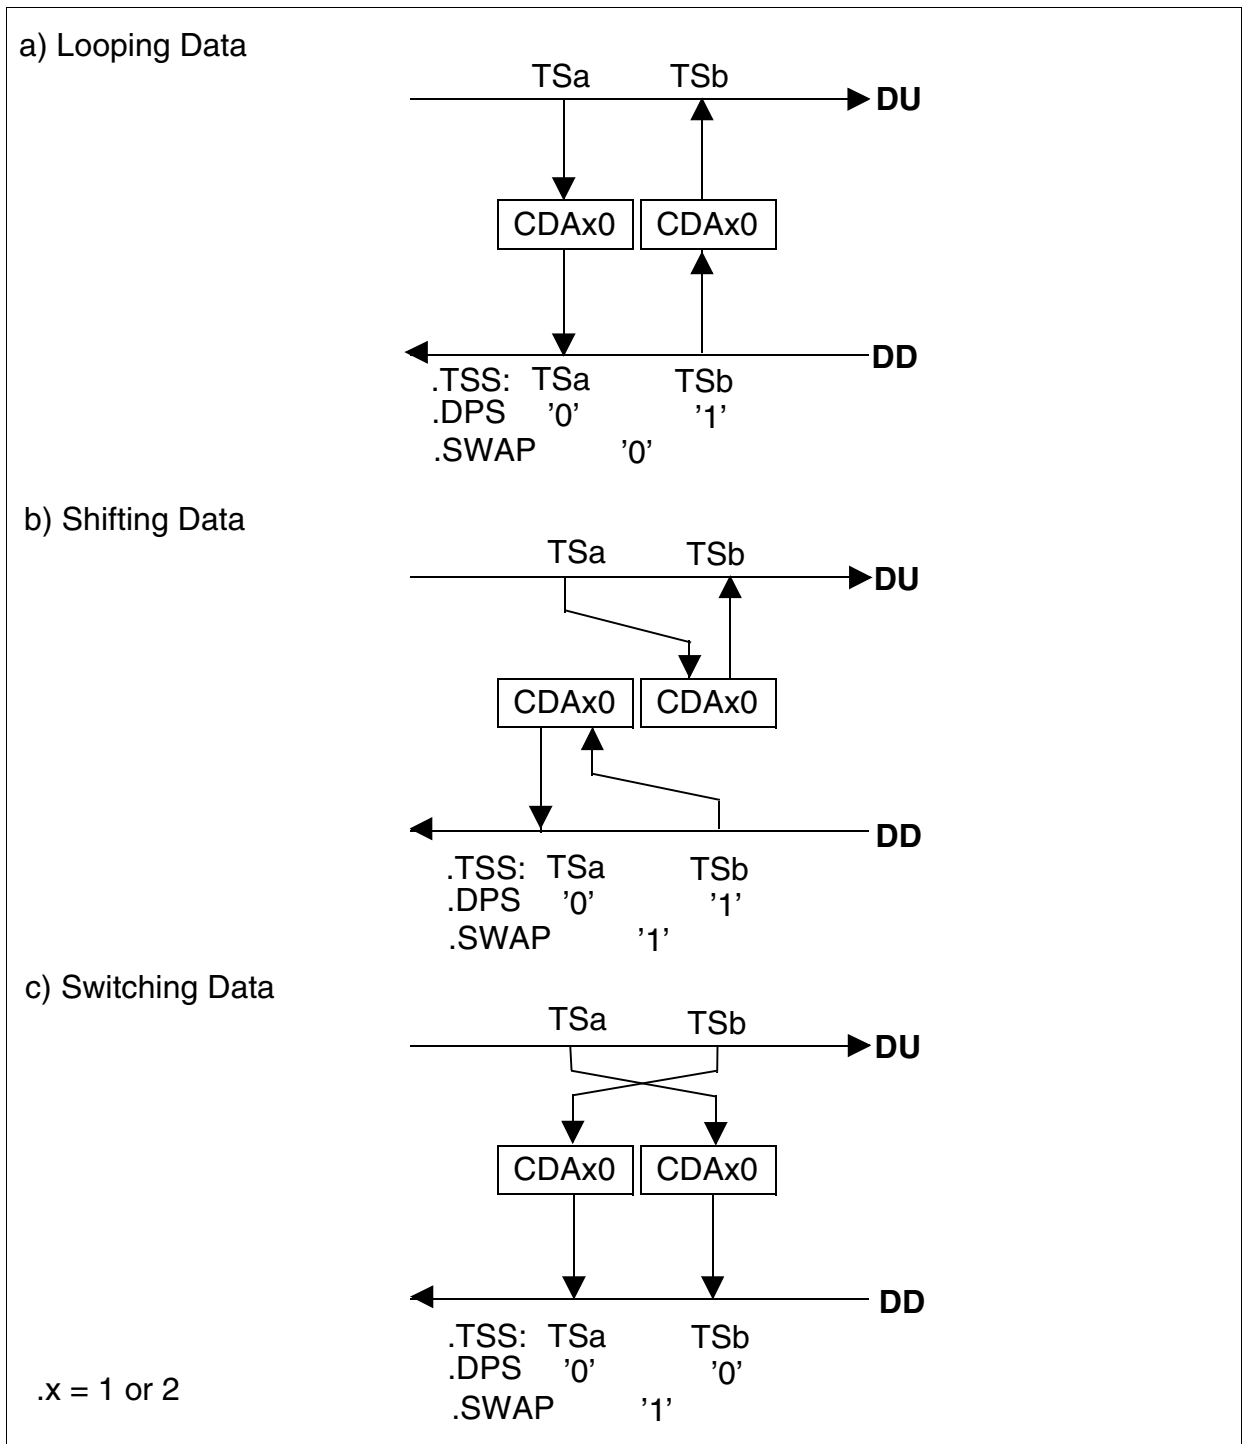 a) Looping Data
TSa TSb
DU
CDAx0 CDAx0
DD
.TSS: TSa TSb
.DPS '0' '1'
.SWAP '0'
b) Shifting Data
TSa TSb
DU
CDAx0 CDAx0
DD
.TSS: TSa TSb
.DPS '0' '1'
.SWAP '1'
c) Switching Data
TSa TSb
DU
CDAx0 CDAx0
DD
.TSS: TSa TSb
.DPS '0' '0'
.x = 1 or 2
.SWAP '1'